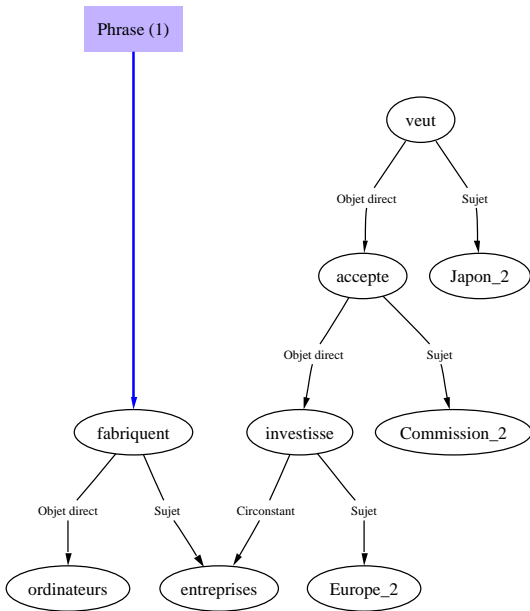 Phrase (1)
veut
Objet direct
Sujet
accepte
Japon_2
Objet direct
Sujet
fabriquent
investisse
Commission_2
Objet direct
Sujet
Circonstant
Sujet
ordinateurs
entreprises
Europe_2